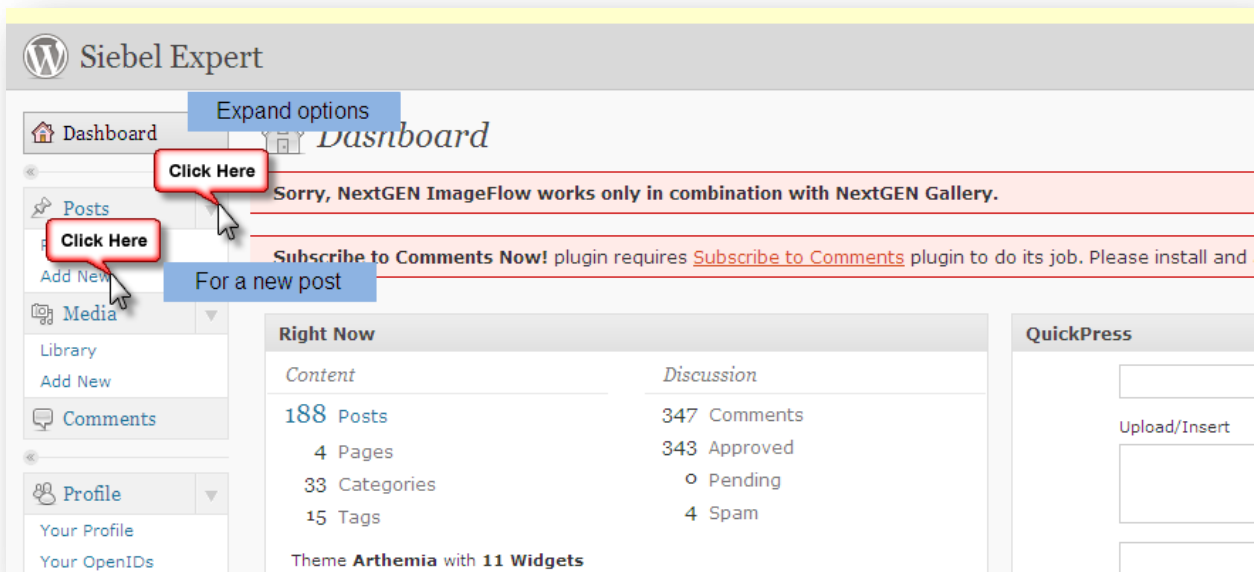 Siebel Expert
Expand options
Dashboard
Dashboard
Click Here
Sorry, NextGEN ImageFlow works only in combination with NextGEN Gallery.
Posts
Click Here
Subscribe to Comments Now! plugin requires Subscribe to Comments plugin to do its job. Please install and
Add New
For a new post
Media
Library
Add New
Comments
Profile
Your Profile
Your OpenIDs
Right Now
Content
188 Posts
4 Pages
33 Categories
15 Tags
Discussion
347 Comments
343 Approved
0 Pending
4 Spam
Theme Arthemia with 11 Widgets
QuickPress
Upload/Insert